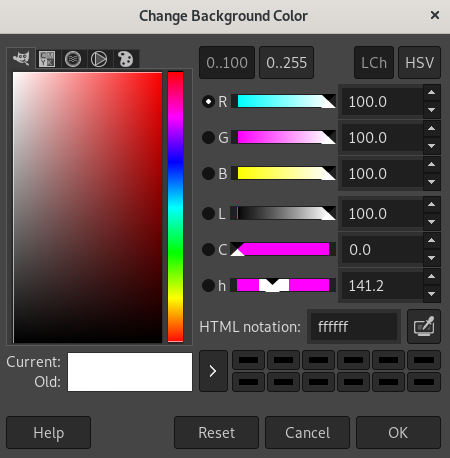 Change Background Color
0..100 0..255 LCh HSV
R 100.0
G 100.0
B 100.0
L 100.0
C 0.0
h 141.2
HTML notation: ffffff
Current:
Old:
Help Reset Cancel OK